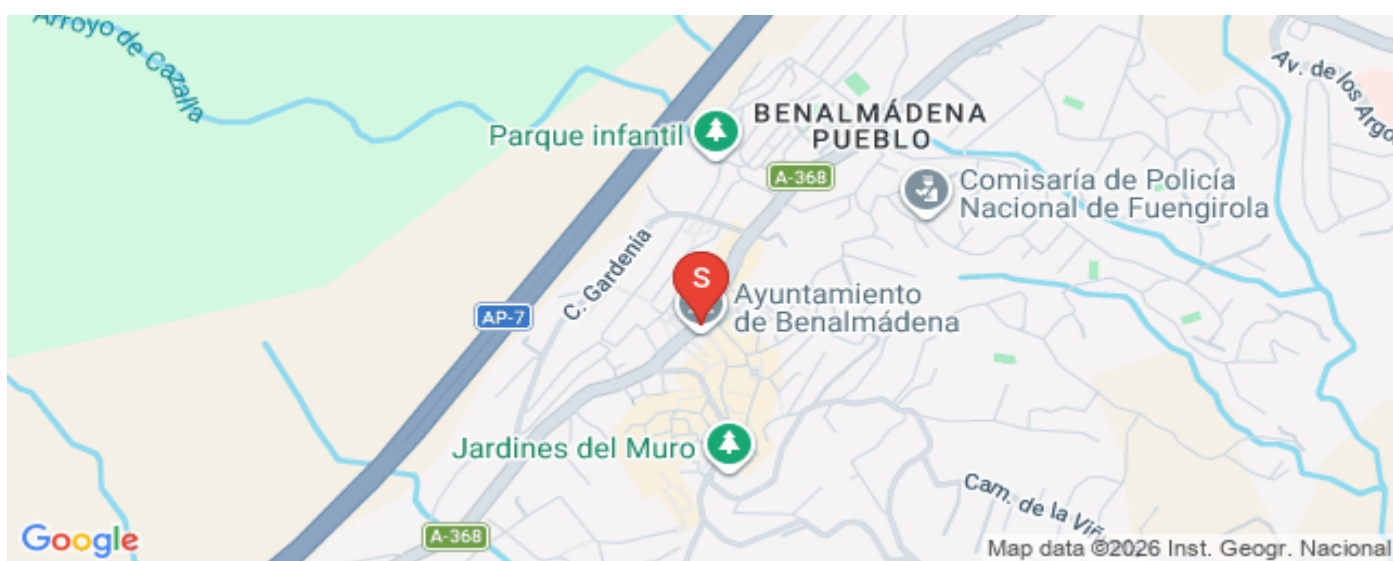 Arroyo de Cazalla
Av. de los Argo
BENALMÁDENA
PUEBLO
Parque infantil
A-368
Comisaría de Policía
Nacional de Fuengirola
C. Gardenia
S
Ayuntamiento
de Benalmádena
AP-7
Jardines del Muro
Cam. de la Viñ
A-368
Google
Map data ©2026 Inst. Geogr. Nacional